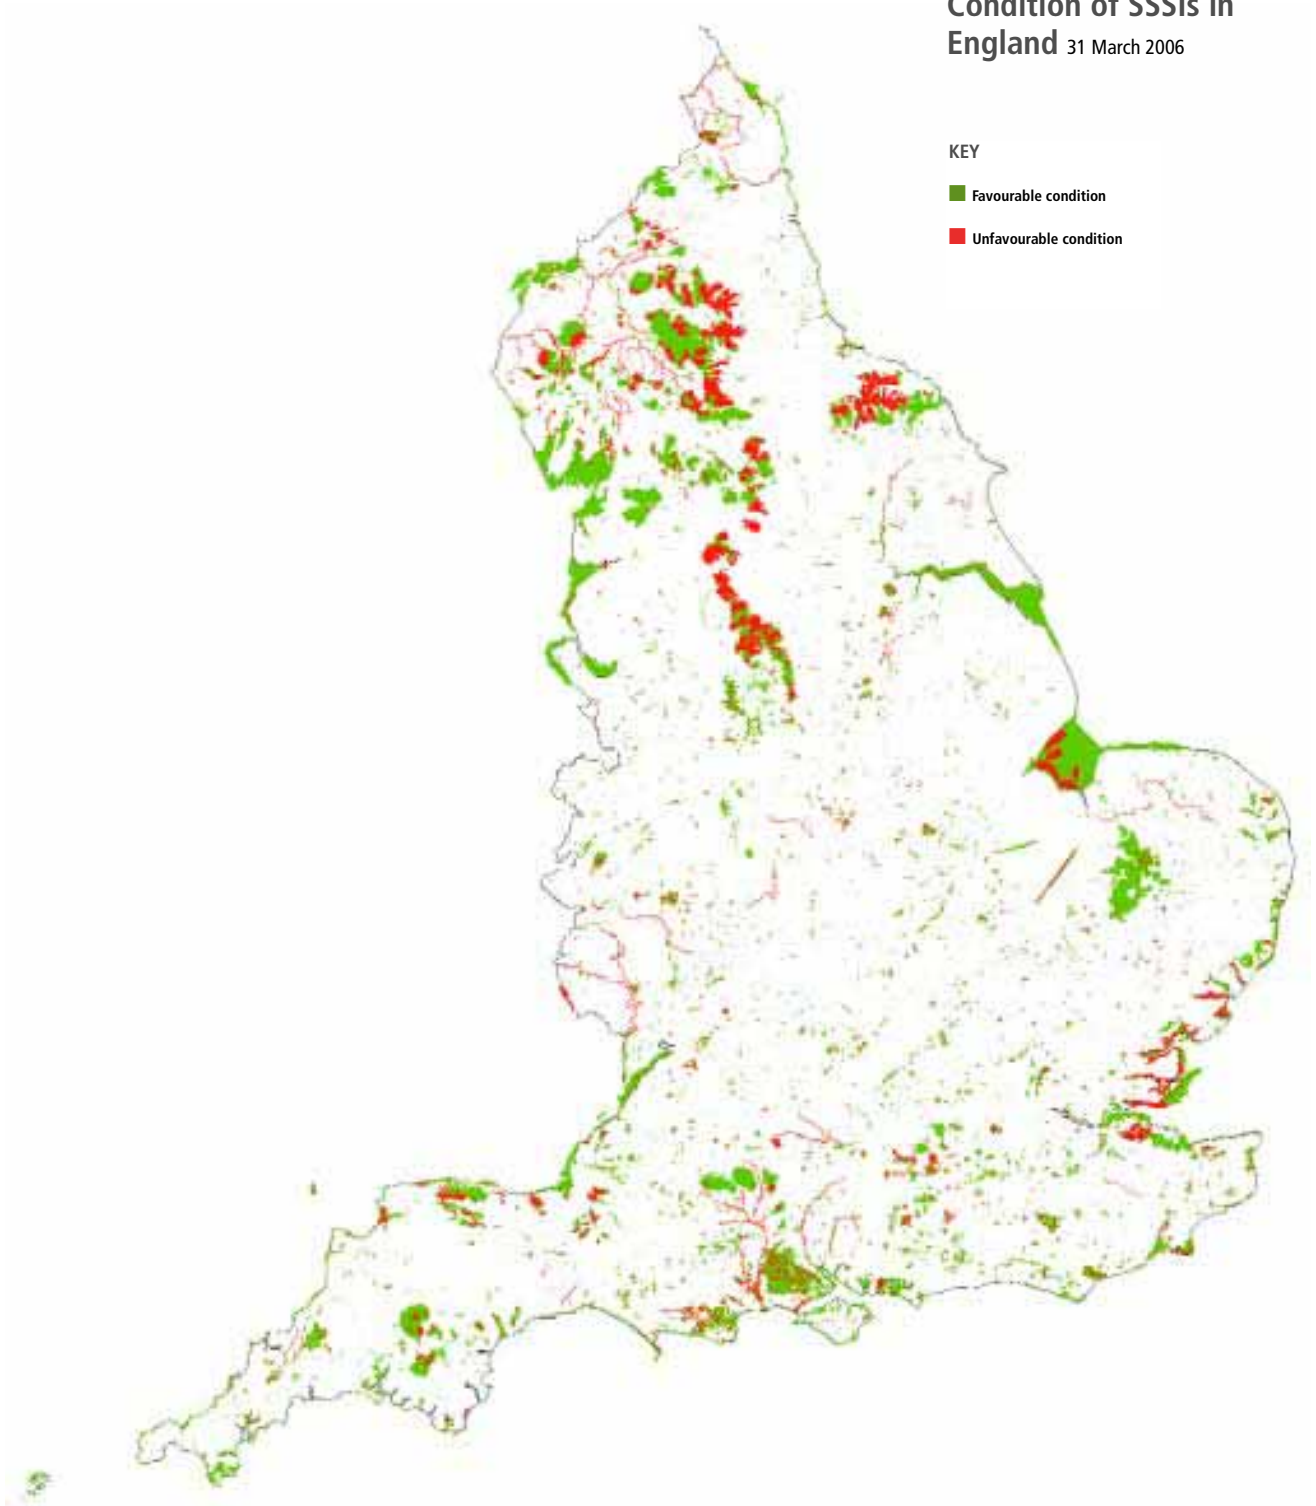 Condition of SSSIs in
England 31 March 2006
KEY
Favourable condition
Unfavourable condition